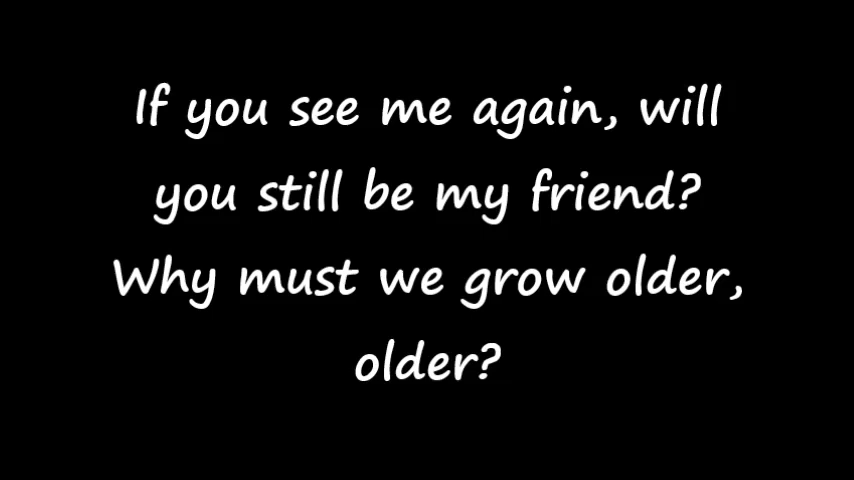 If you see me again, will
you still be my friend?
Why must we grow older,
older?